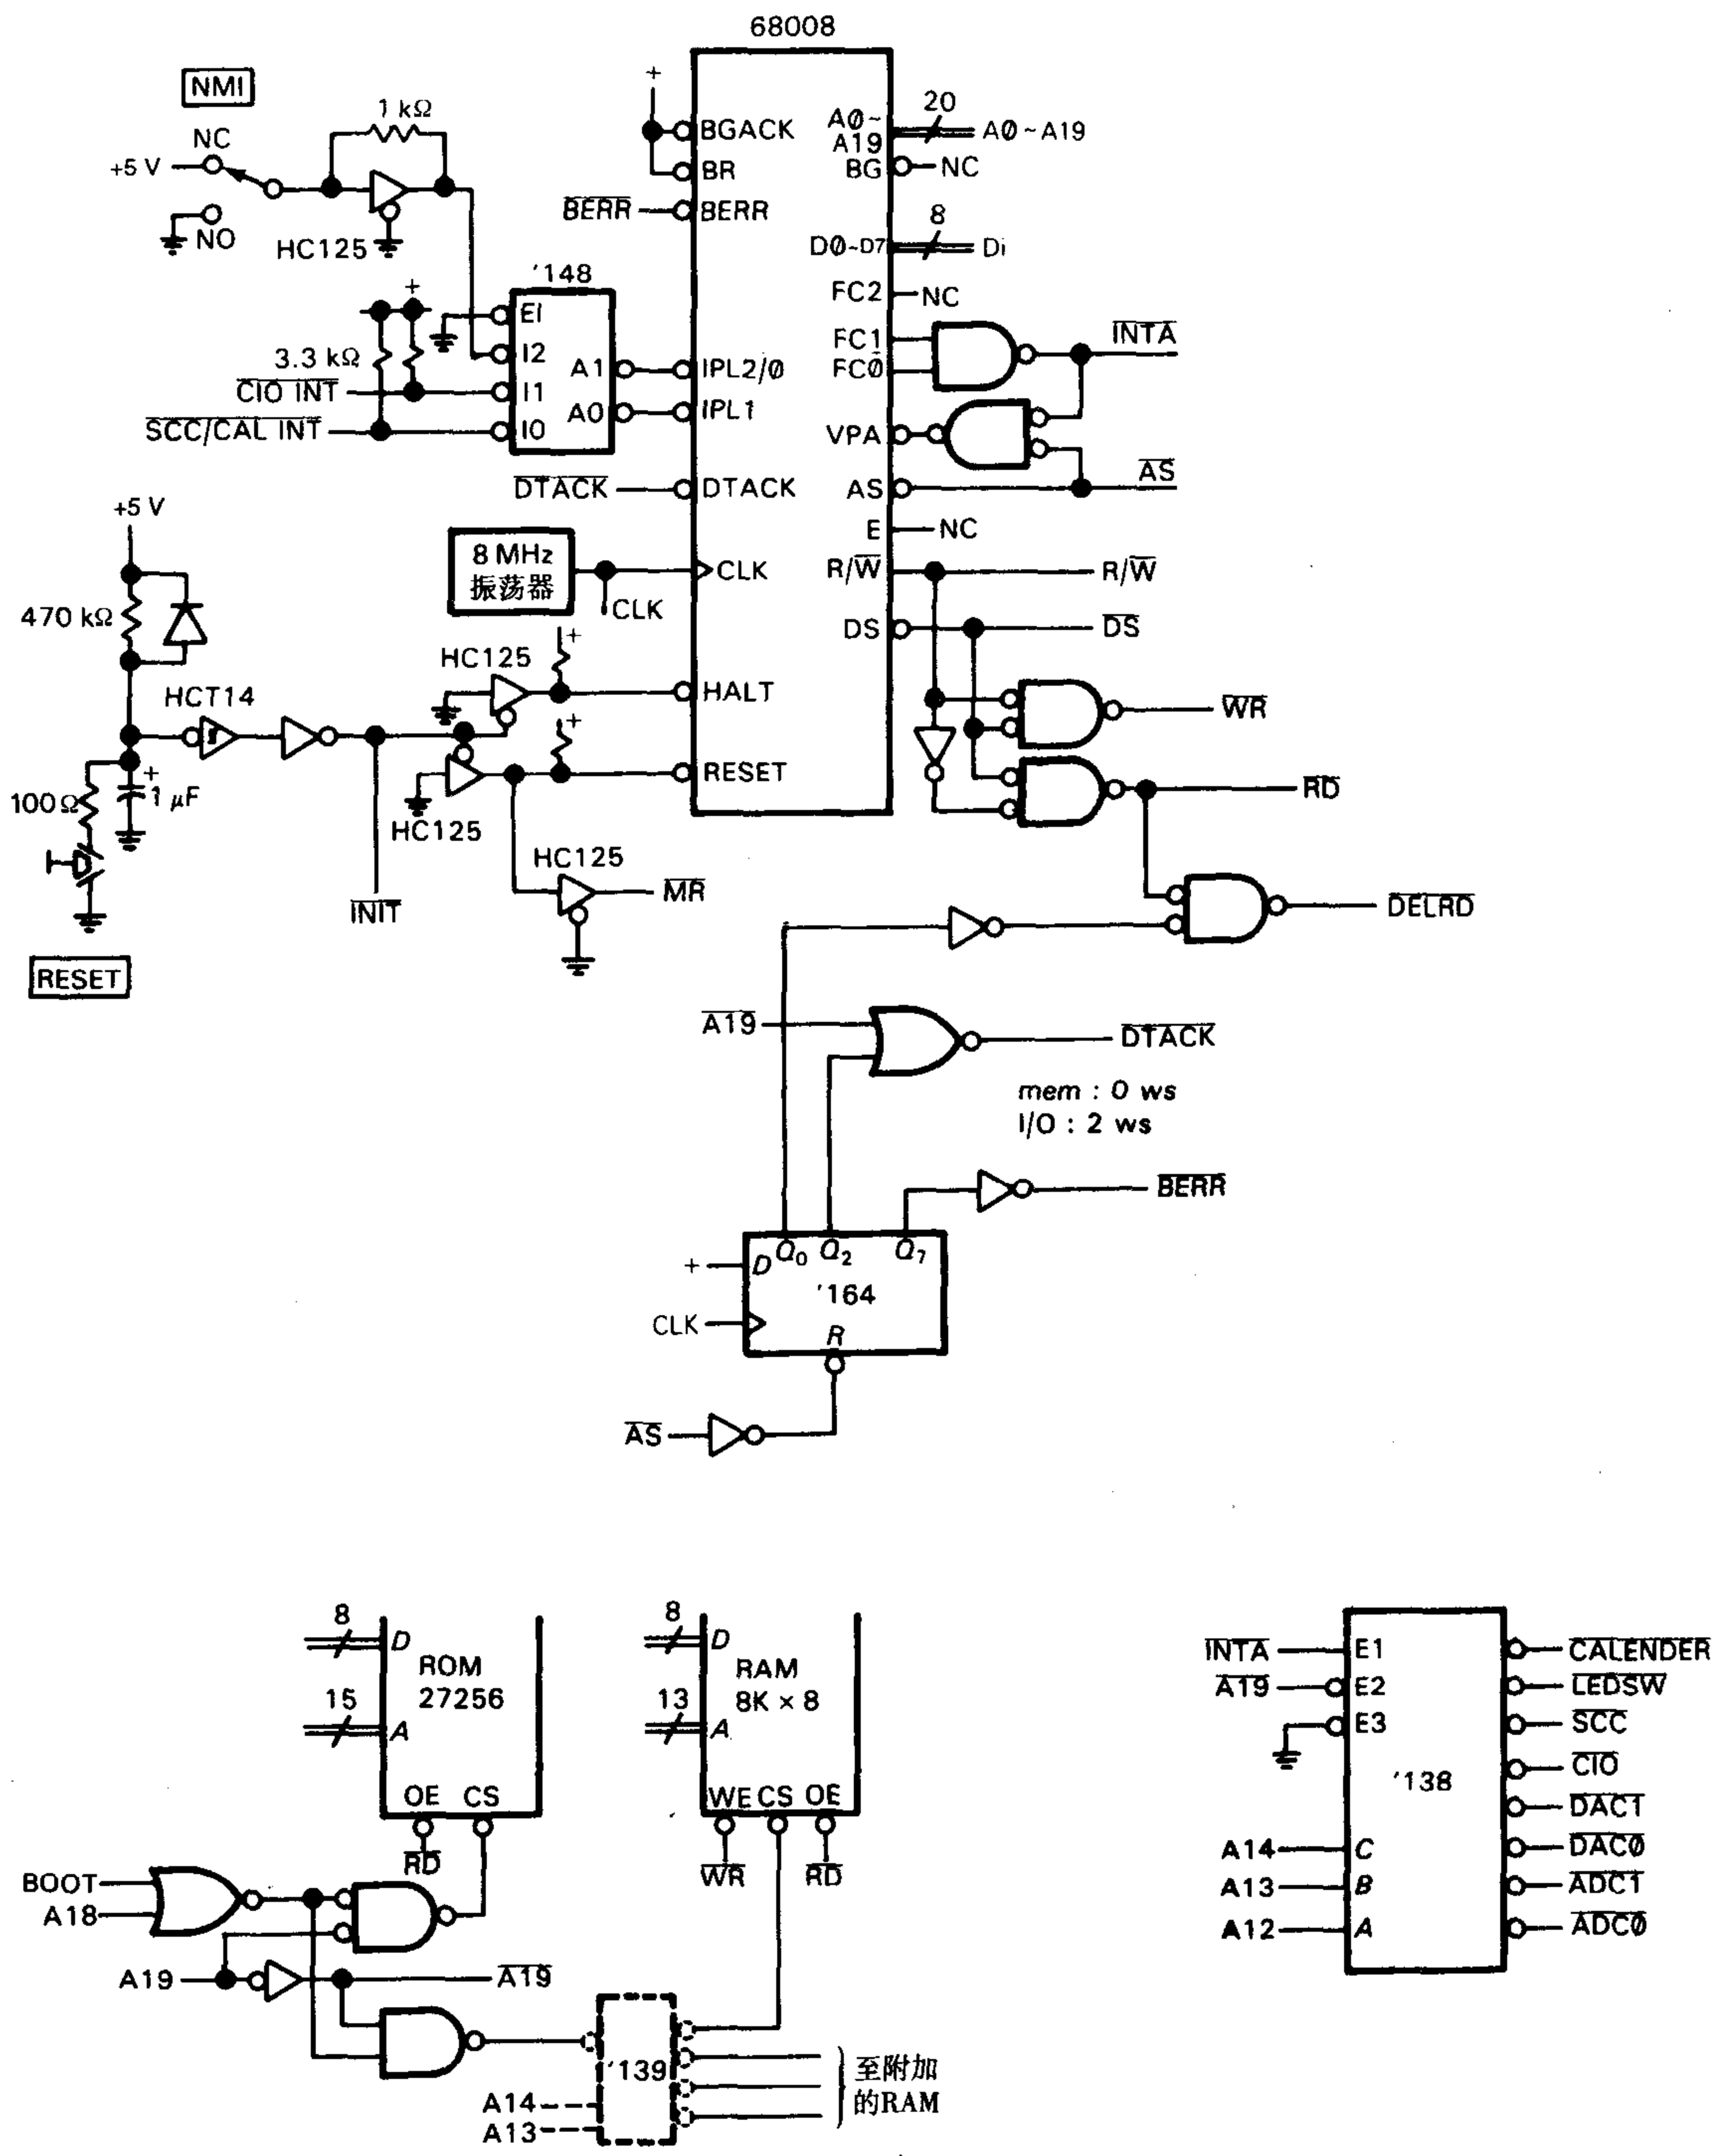 68008
NMI
NC
+5 V
NO
1 kΩ
HC125
+
BGACK
BR
BERR
BERR
A0~
A19
20
A0~A19
BG
NC
D0~D7
8
Di
FC2
NC
FC1
FC0
INTA
'148
EI
I2
I1
I0
A1
A0
+
3.3 kΩ
CIO INT
SCC/CAL INT
IPL2/0
IPL1
VPA
DTACK
DTACK
AS
AS
E
NC
8 MHz
振荡器
CLK
CLK
R/W
R/W
DS
DS
+5 V
470 kΩ
HCT14
100Ω
+
1 μF
RESET
INIT
HC125
+
HALT
+
RESET
HC125
HC125
MR
WR
RD
DELRD
A19
DTACK
mem : 0 ws
I/O : 2 ws
BERR
+
D
Q0
Q2
Q7
'164
CLK
R
AS
8
D
ROM
27256
15
A
OE
CS
RD
8
D
RAM
8K × 8
13
A
WE
CS
OE
WR
RD
BOOT
A18
A19
A19
'139
A14
A13
至附加
的RAM
INTA
E1
A19
E2
E3
'138
A14
C
A13
B
A12
A
CALENDER
LEDSW
SCC
CIO
DAC1
DAC0
ADC1
ADC0